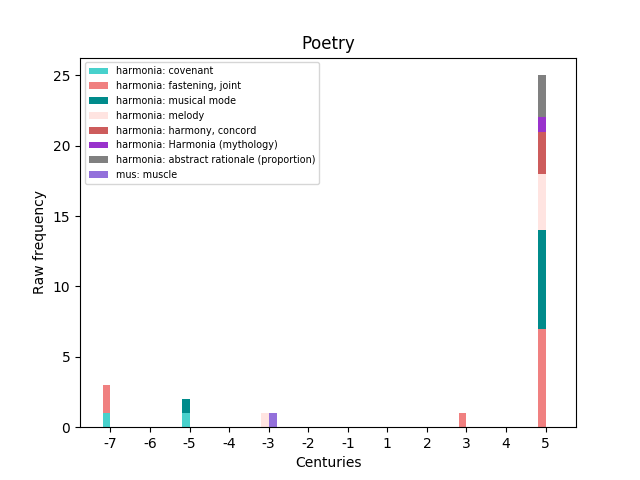 Poetry
harmonia: covenant
harmonia: fastening, joint
harmonia: musical mode
harmonia: melody
harmonia: harmony, concord
harmonia: Harmonia (mythology)
harmonia: abstract rationale (proportion)
mus: muscle
Raw frequency
25
20
15
10
5
0
-7 -6 -5 -4 -3 -2 -1 1 2 3 4 5
Centuries